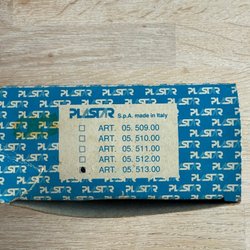 PLASTAR S.p.A. made in Italy
ART. 05. 509.00
ART. 05. 510.00
ART. 05. 511.00
ART. 05. 512.00
ART. 05. 513.00